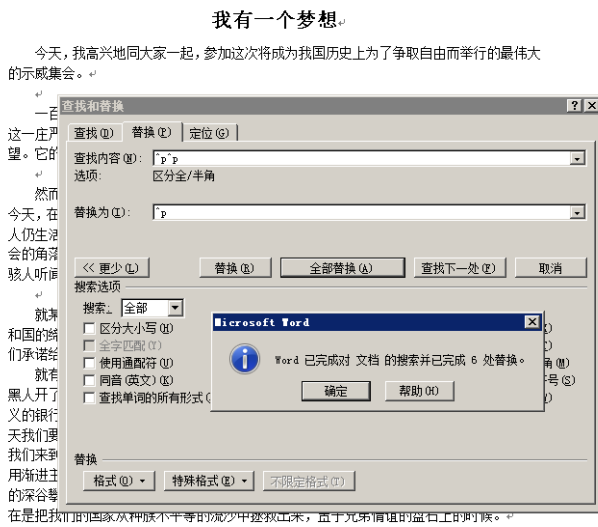 我有一个梦想
今天，我高兴地同大家一起，参加这次将成为我国历史上为了争取自由而举行的最伟大
的示威集会。
查找和替换
一百
这一庄严
望。它的
然而
今天，在
人仍生活
会的角落
骇人听闻
就某
和国的缔
们承诺给
就有
黑人开了
义的银行
天我们要
我们来到
用渐进主
的深谷攀
查找(D) 替换(P) 定位(G)
查找内容(N): ^p^p
选项: 区分全/半角
替换为(I): ^p
<< 更少(L) 替换(R) 全部替换(A) 查找下一处(F) 取消
搜索选项
搜索: 全部
区分大小写(H)
全字匹配(Y)
使用通配符(U)
同音(英文)(K)
查找单词的所有形式(
角(M)
号(S)
Microsoft Word
Word 已完成对 文档 的搜索并已完成 6 处替换。
确定 帮助(H)
替换
格式(O) 特殊格式(E) 不限定格式(T)
在是把我们的国家从种族不平等的流沙中拯救出来，置于兄弟情谊的磐石上的时候。